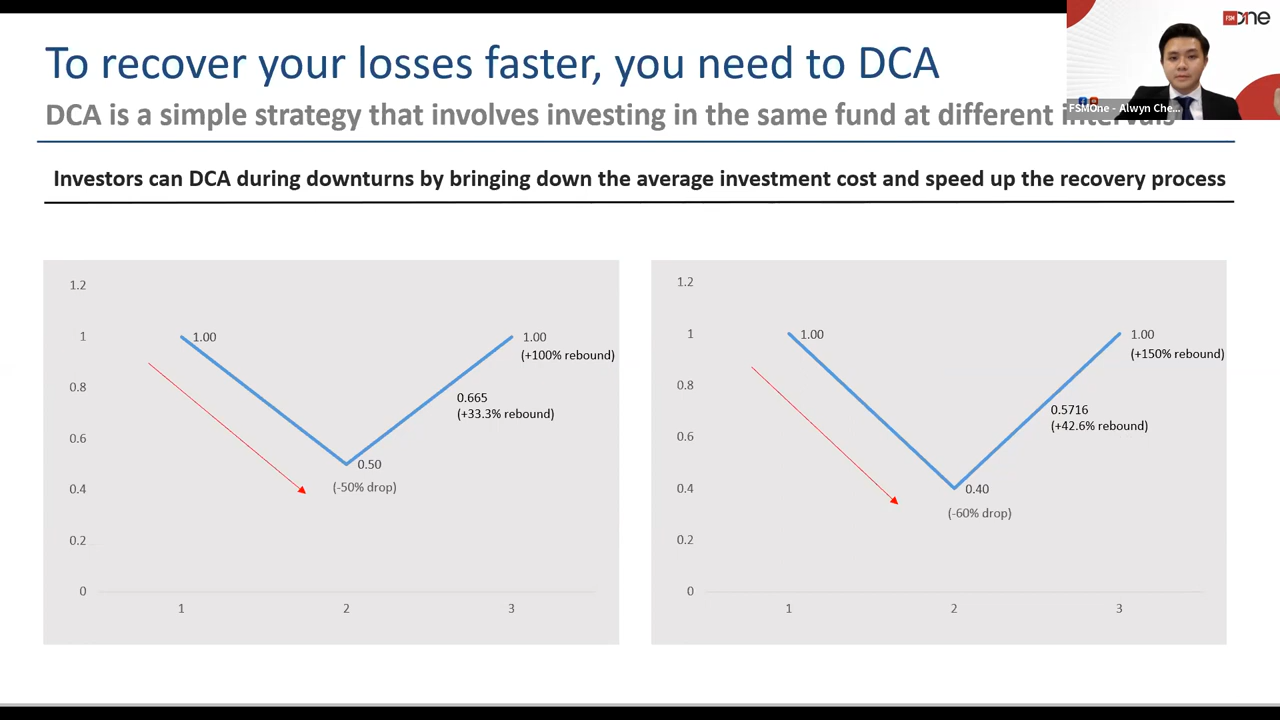 To recover your losses faster, you need to DCA
FSM one
DCA is a simple strategy that involves investing in the same fund at different intervals
FSMOne - Alwyn Che...
Investors can DCA during downturns by bringing down the average investment cost and speed up the recovery process
1.2
1
0.8
0.6
0.4
0.2
0
1.00
1.00
(+100% rebound)
0.665
(+33.3% rebound)
0.50
(-50% drop)
1
2
3
1.2
1
0.8
0.6
0.4
0.2
0
1.00
1.00
(+150% rebound)
0.5716
(+42.6% rebound)
0.40
(-60% drop)
1
2
3